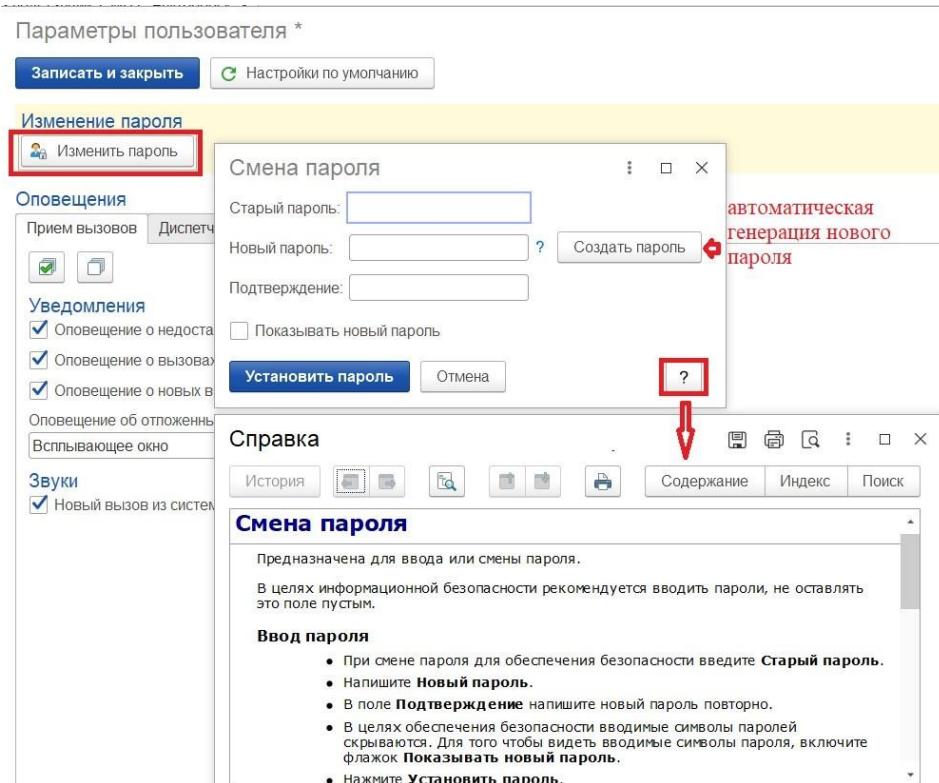 Параметры пользователя *
Записать и закрыть
Настройки по умолчанию
Изменение пароля
Изменить пароль
Смена пароля
Старый пароль:
Новый пароль:
?
Создать пароль
автоматическая
генерация нового
пароля
Подтверждение:
Показывать новый пароль
Установить пароль
Отмена
?
Оповещения
Прием вызовов
Диспетч
Уведомления
Оповещение о недоста
Оповещение о вызовах
Оповещение о новых в
Оповещение об отложенны
Всплывающее окно
Звуки
Новый вызов из систем
Справка
История
Содержание
Индекс
Поиск
Смена пароля
Предназначена для ввода или смены пароля.
В целях информационной безопасности рекомендуется вводить пароли, не оставлять
это поле пустым.
Ввод пароля
• При смене пароля для обеспечения безопасности введите Старый пароль.
• Напишите Новый пароль.
• В поле Подтверждение напишите новый пароль повторно.
• В целях обеспечения безопасности вводимые символы паролей
скрываются. Для того чтобы видеть вводимые символы пароля, включите
флажок Показывать новый пароль.
• Нажмите Установить пароль.